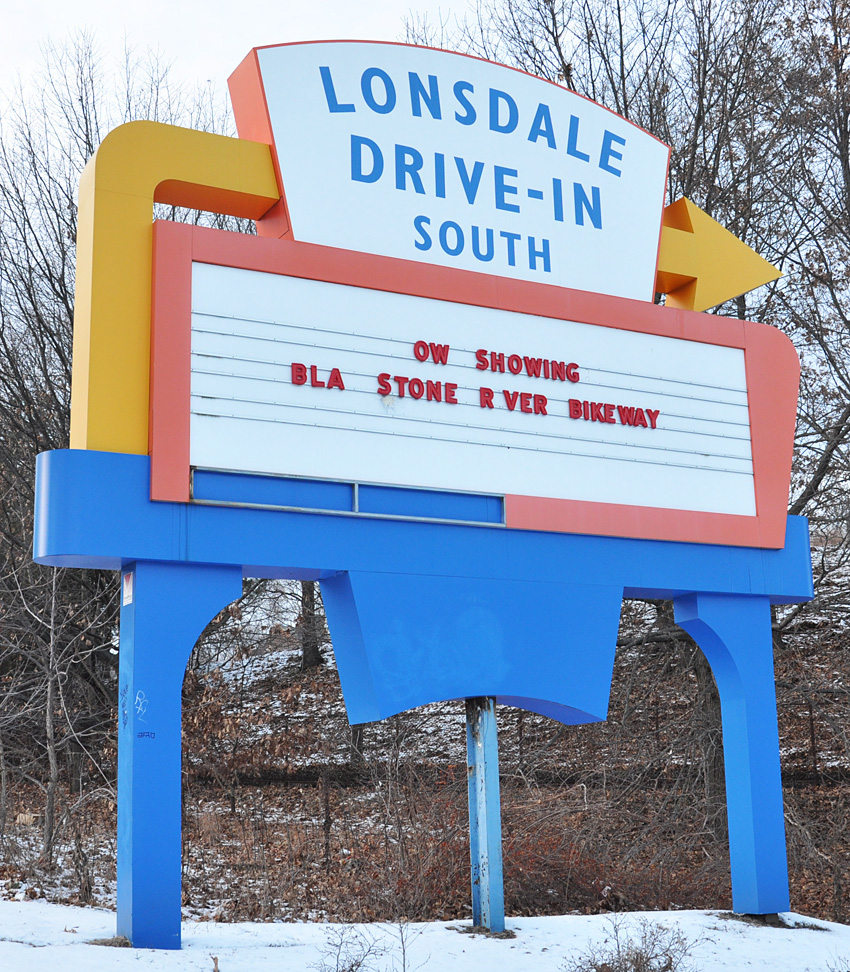 LONSDALE
DRIVE-IN
SOUTH
OW SHOWING
BLA STONE R VER BIKEWAY